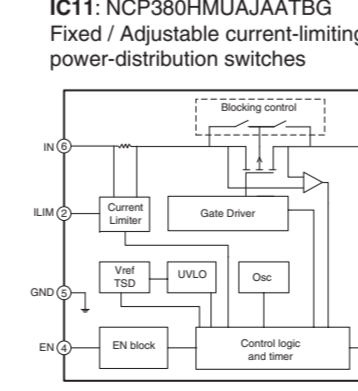 IC11: NCP380HMUAJAATBG
Fixed / Adjustable current-limiting
power-distribution switches
Blocking control
IN 6
ILIM 2
Current
Limiter
Gate Driver
Vref
TSD
UVLO
Osc
GND 5
EN 4
EN block
Control logic
and timer